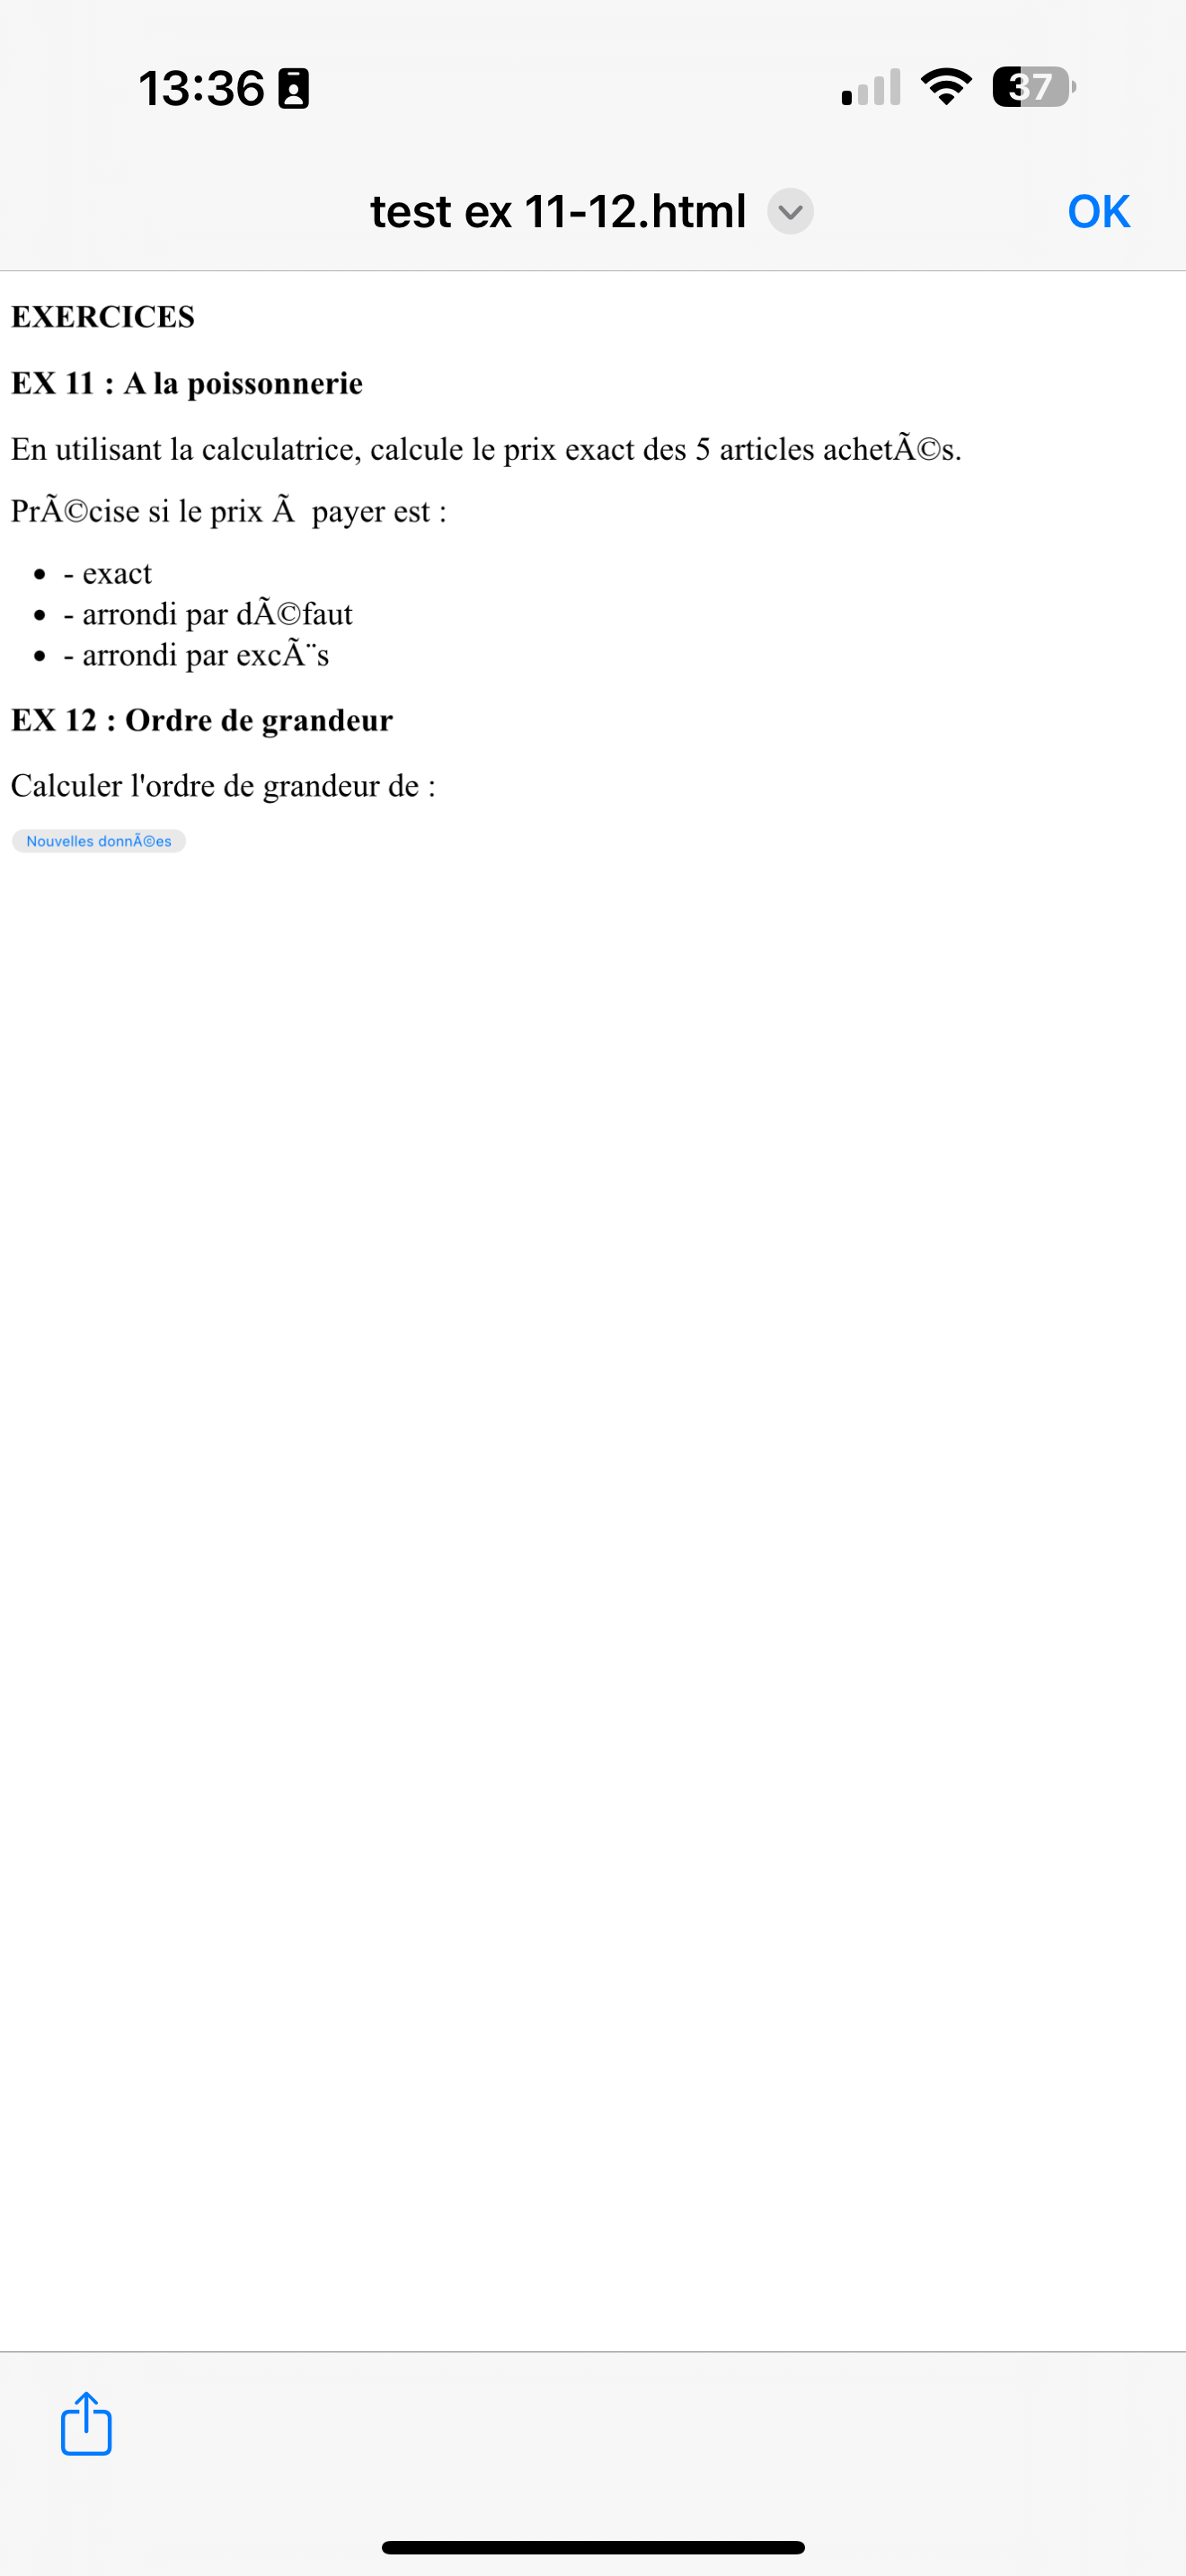 13:36
37
test ex 11-12.html
OK
EXERCICES
EX 11 : A la poissonnerie
En utilisant la calculatrice, calcule le prix exact des 5 articles achetÃ©s.
PrÃ©cise si le prix Ã  payer est :
• - exact
• - arrondi par dÃ©faut
• - arrondi par excÃ¨s
EX 12 : Ordre de grandeur
Calculer l'ordre de grandeur de :
Nouvelles donnÃ©es